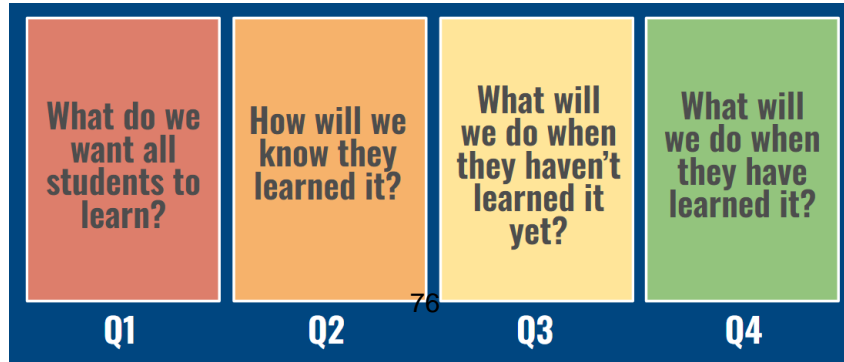 What do we
want all
students to
learn?
How will we
know they
learned it?
What will
we do when
they haven't
learned it
yet?
What will
we do when
they have
learned it?
76
Q1
Q2
Q3
Q4